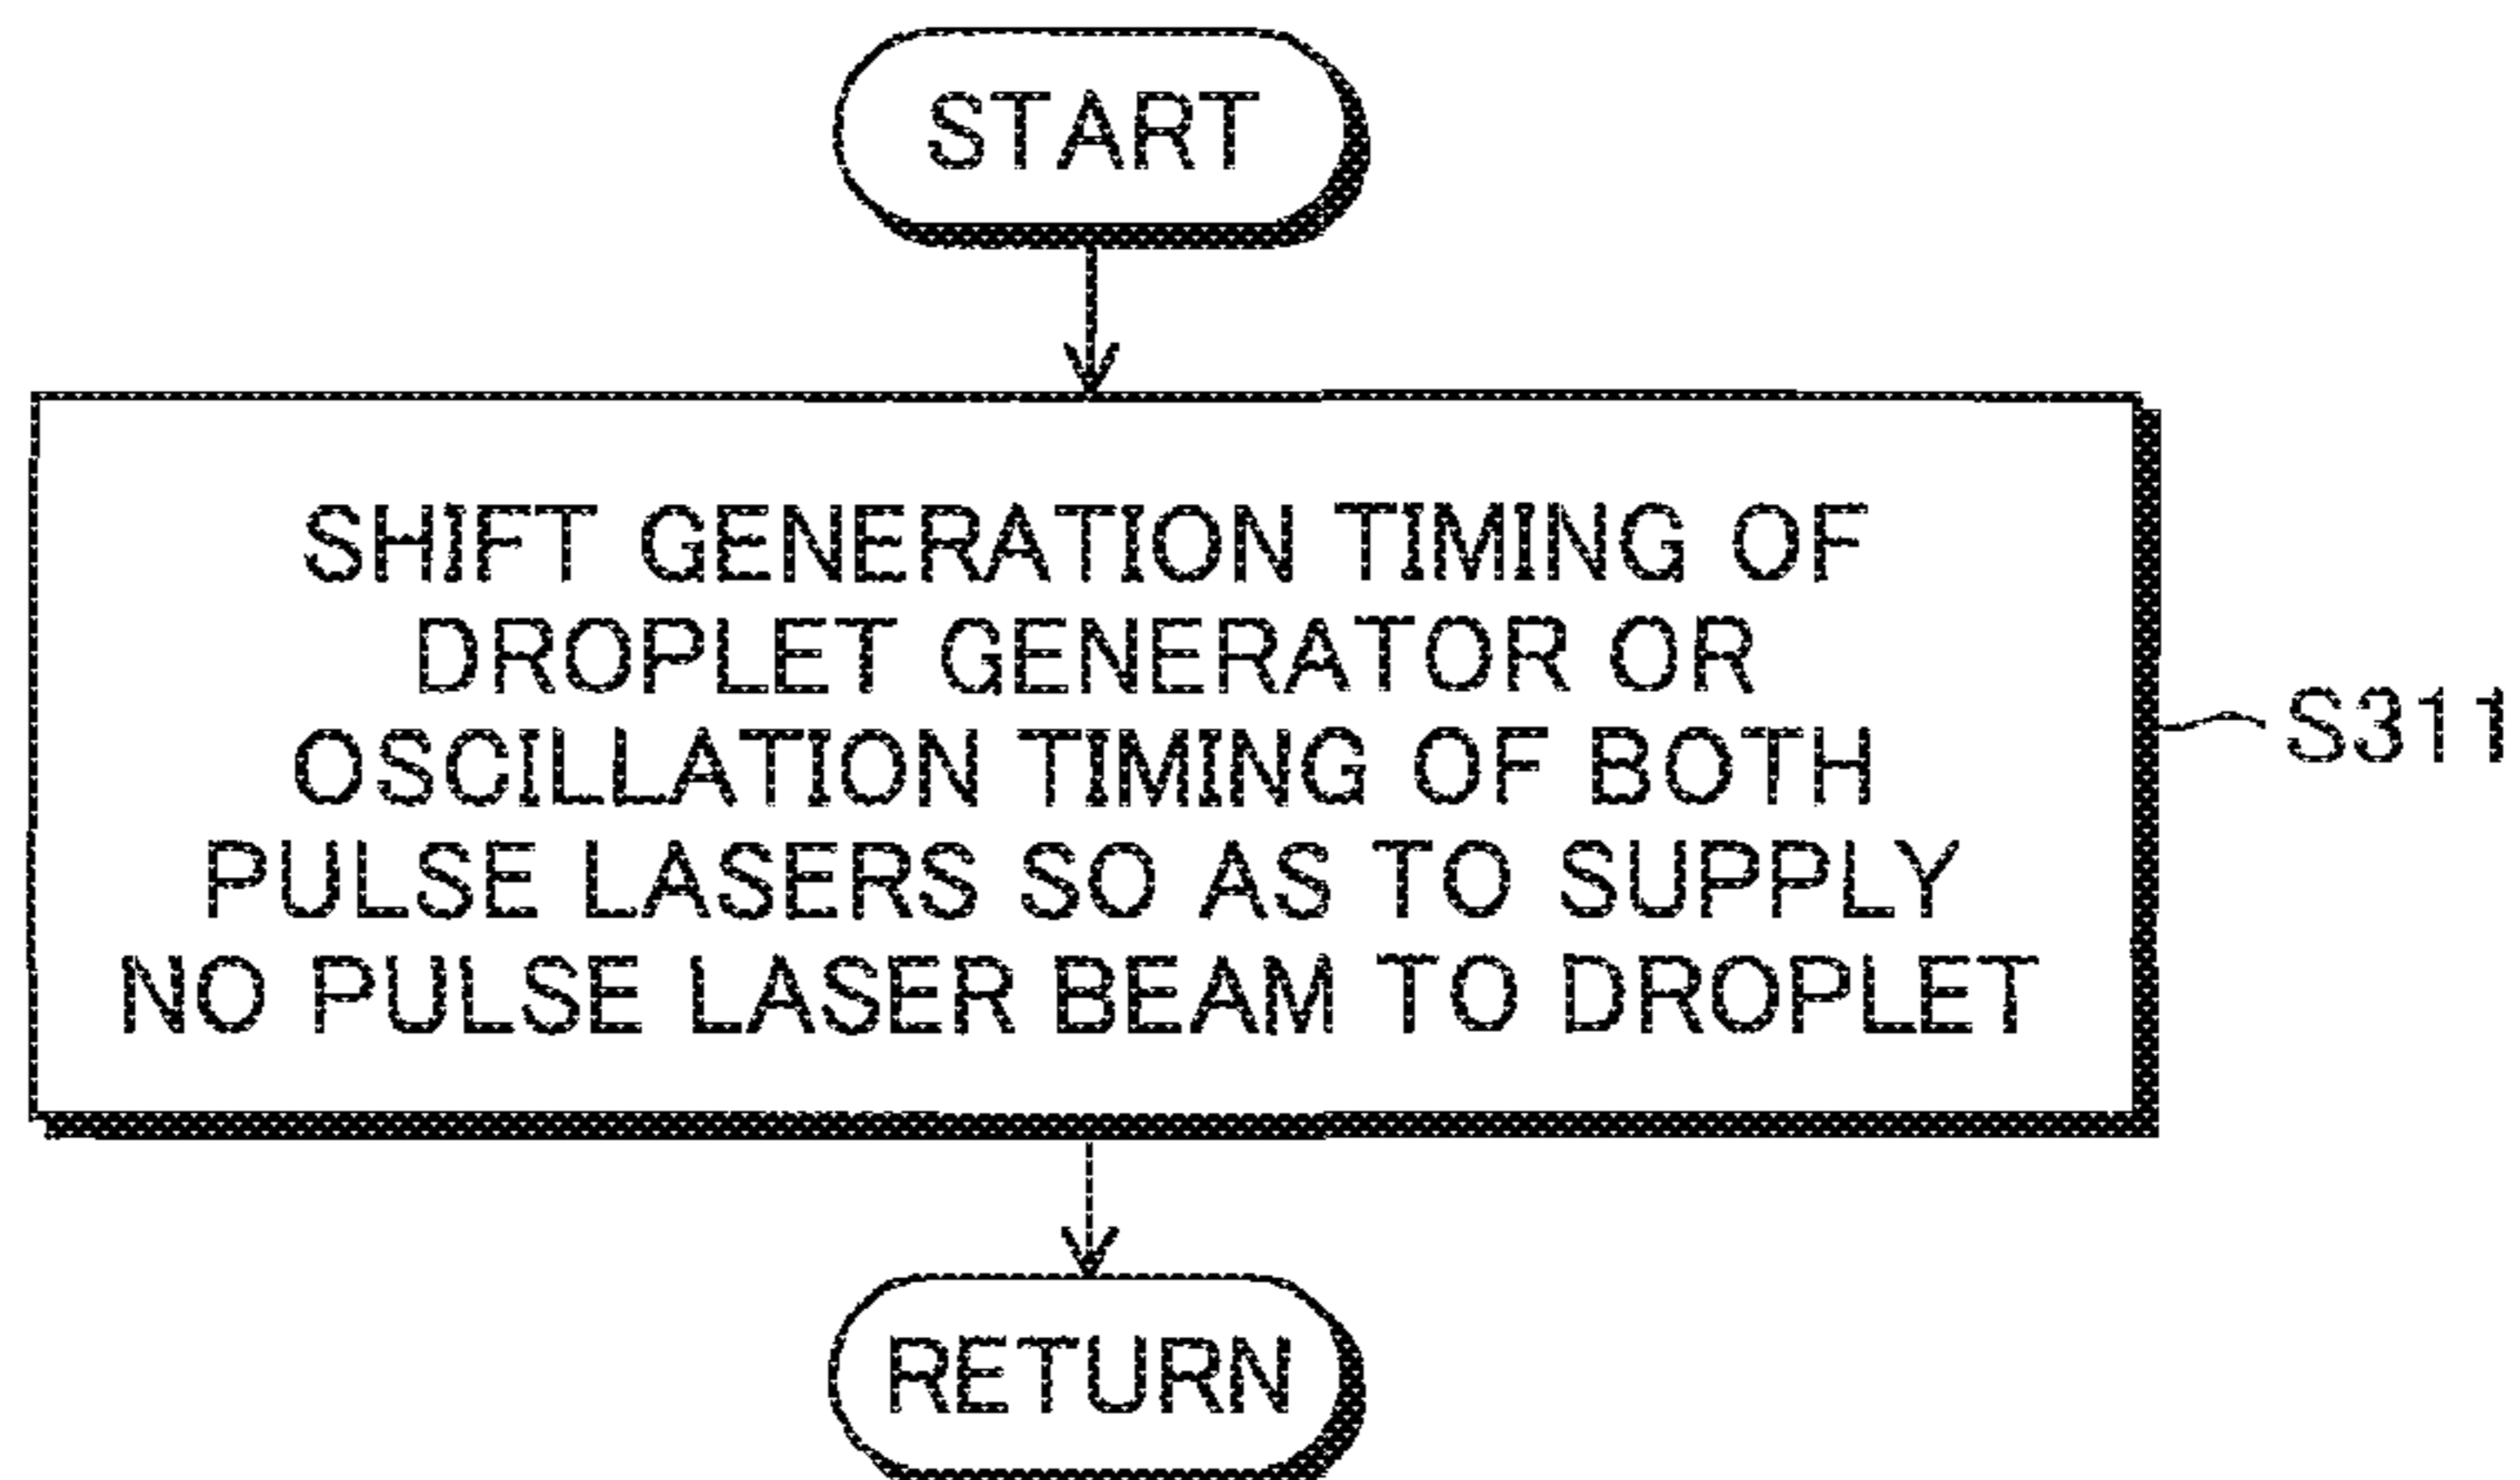 START
SHIFT GENERATION TIMING OF
DROPLET GENERATOR OR
OSCILLATION TIMING OF BOTH
PULSE LASERS SO AS TO SUPPLY
NO PULSE LASER BEAM TO DROPLET
S311
RETURN